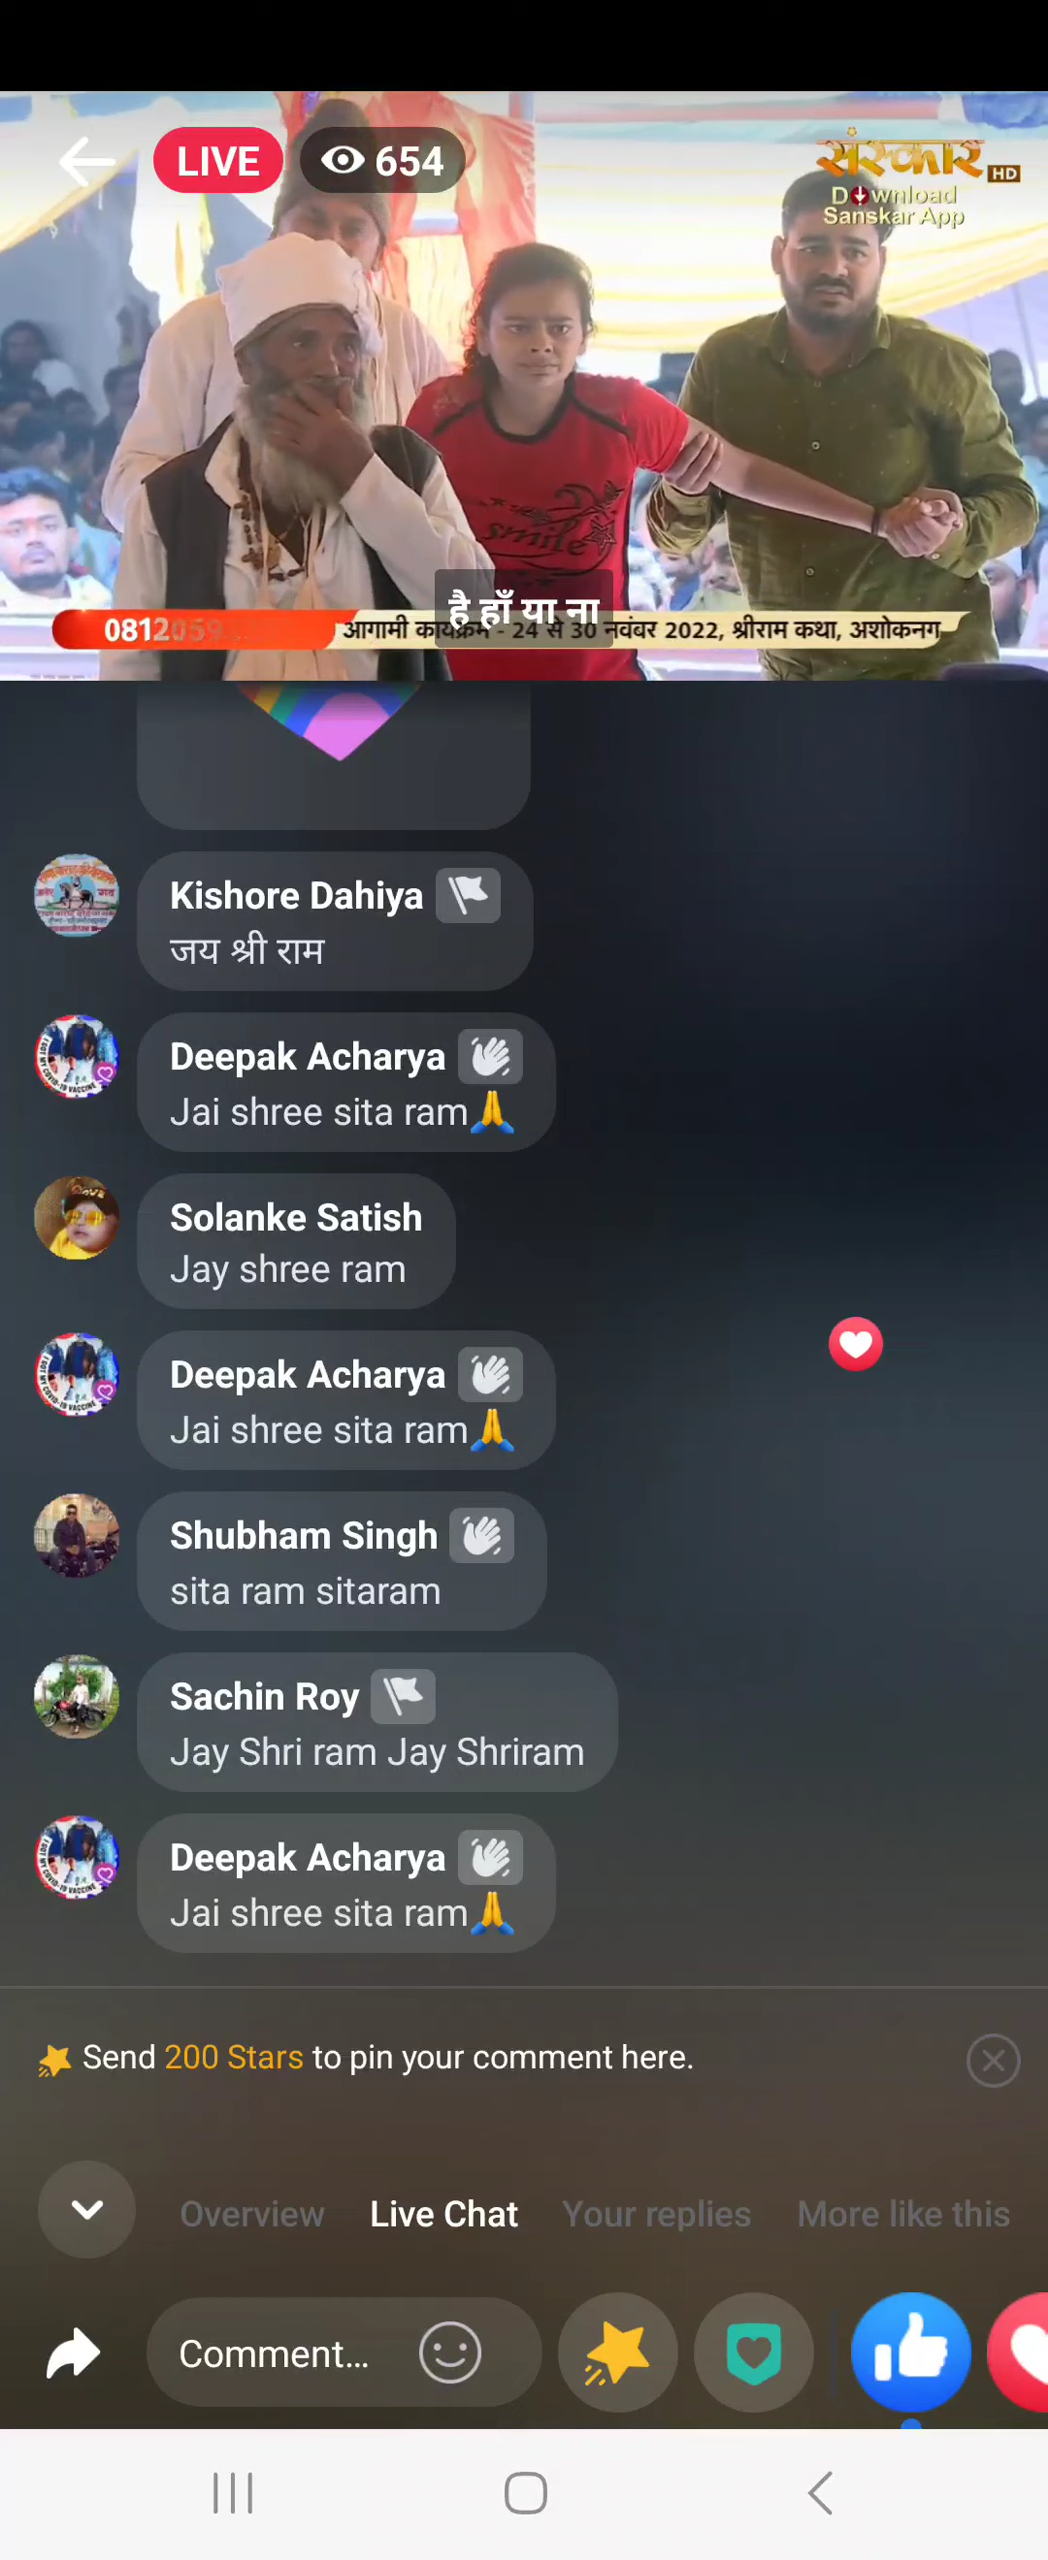 LIVE
654
संस्कार HD
Download
Sanskar App
smile
है हाँ या ना
0812059
आगामी कार्यक्रम - 24 से 30 नवंबर 2022, श्रीराम कथा, अशोकनग
Kishore Dahiya
जय श्री राम
Deepak Acharya
Jai shree sita ram🙏
Solanke Satish
Jay shree ram
Deepak Acharya
Jai shree sita ram🙏
Shubham Singh
sita ram sitaram
Sachin Roy
Jay Shri ram Jay Shriram
Deepak Acharya
Jai shree sita ram🙏
Send 200 Stars to pin your comment here.
Overview Live Chat Your replies More like this
Comment...